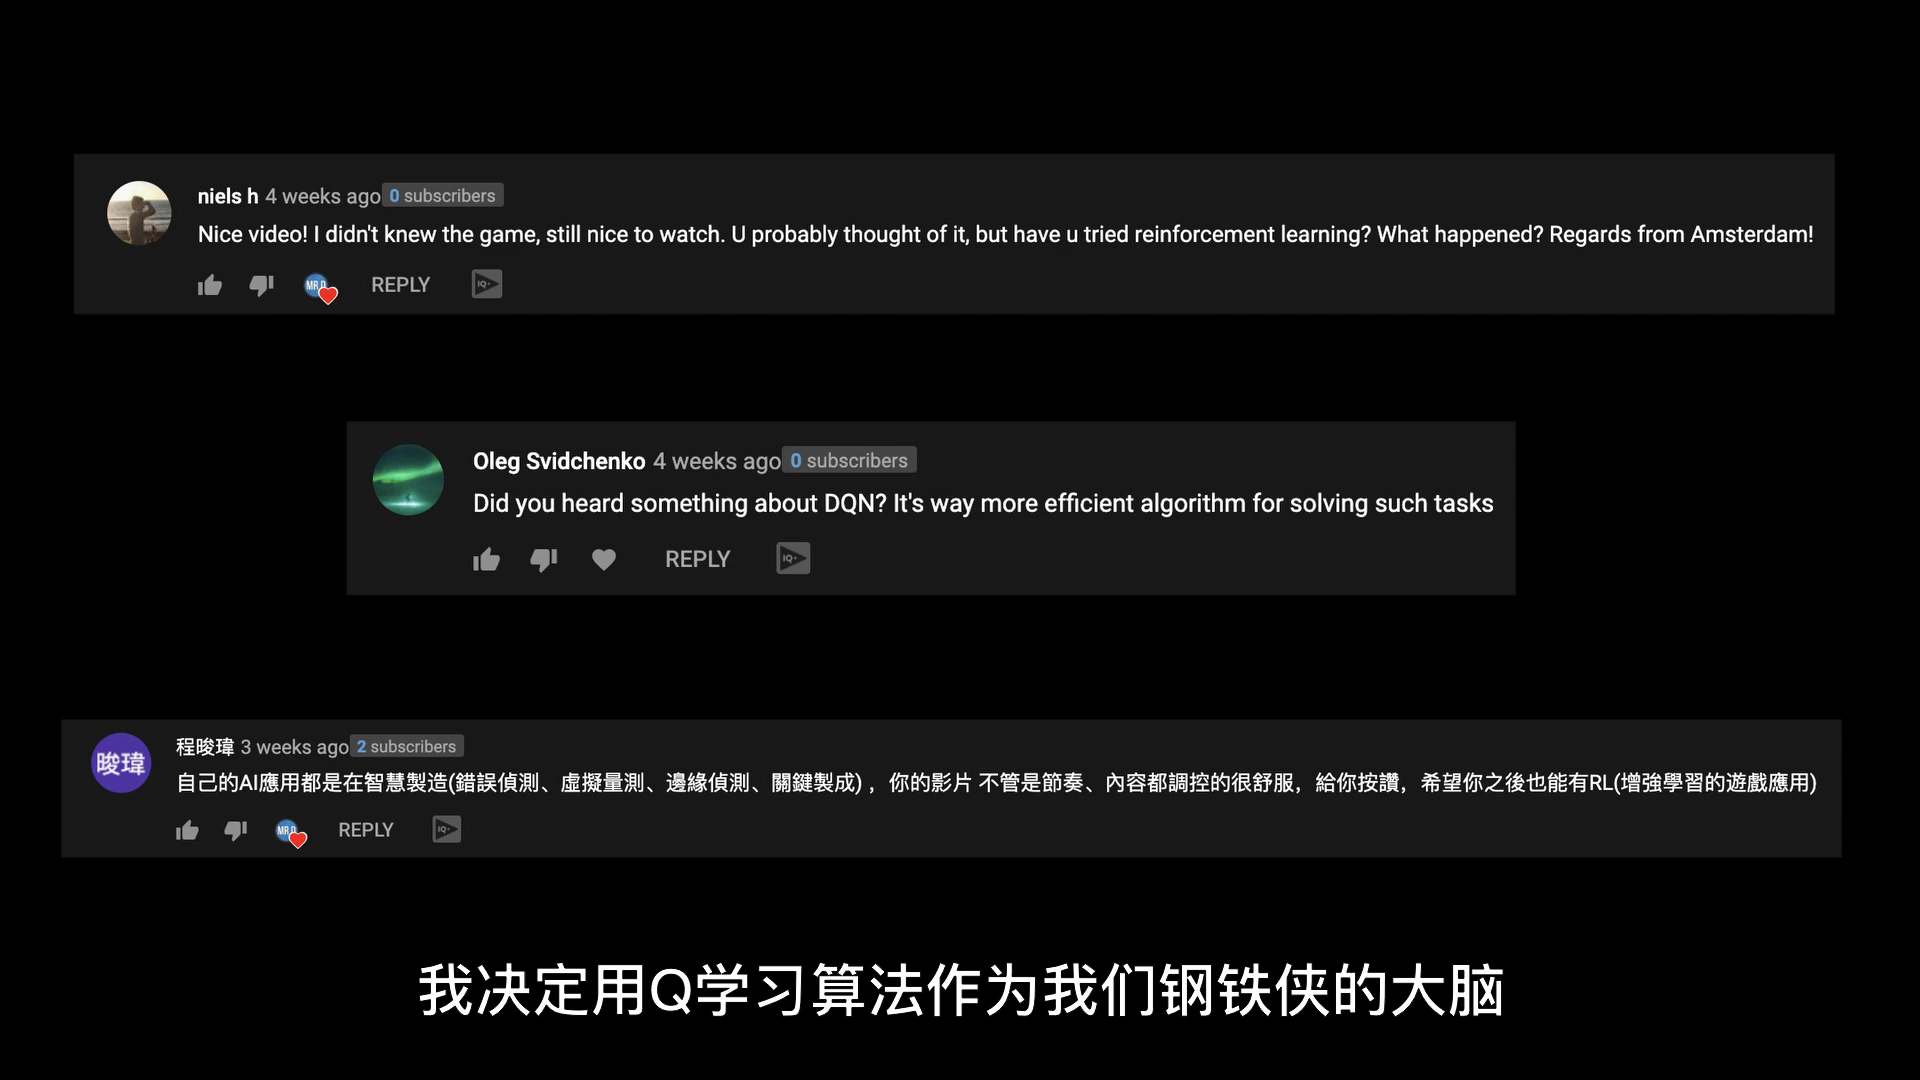 niels h 4 weeks ago 0 subscribers
Nice video! I didn't knew the game, still nice to watch. U probably thought of it, but have u tried reinforcement learning? What happened? Regards from Amsterdam!
MR.D REPLY IQ+
Oleg Svidchenko 4 weeks ago 0 subscribers
Did you heard something about DQN? It's way more efficient algorithm for solving such tasks
REPLY IQ+
晙瑋
程晙瑋 3 weeks ago 2 subscribers
自己的AI應用都是在智慧製造(錯誤偵測、虛擬量測、邊緣偵測、關鍵製成)，你的影片 不管是節奏、內容都調控的很舒服，給你按讚，希望你之後也能有RL(增強學習的遊戲應用)
MR.D REPLY IQ+
我决定用Q学习算法作为我们钢铁侠的大脑